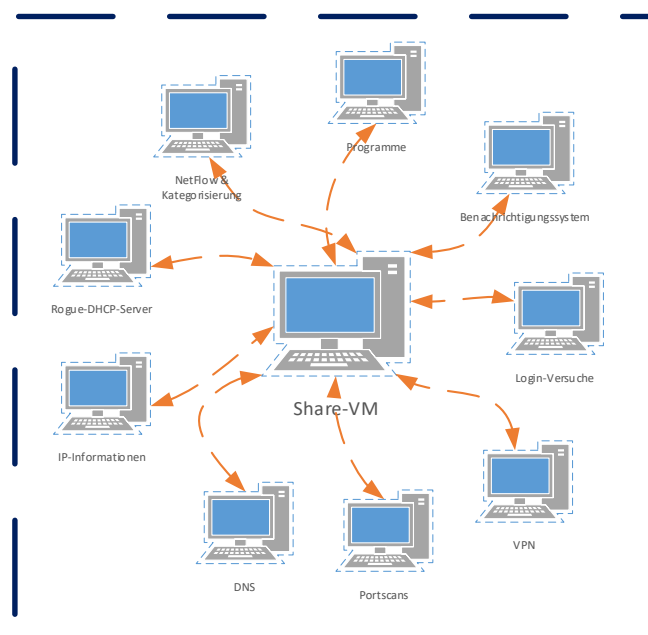 Programme
NetFlow &
Kategorisierung
Benachrichtigungssystem
Rogue-DHCP-Server
Login-Versuche
Share-VM
IP-Informationen
VPN
DNS
Portscans